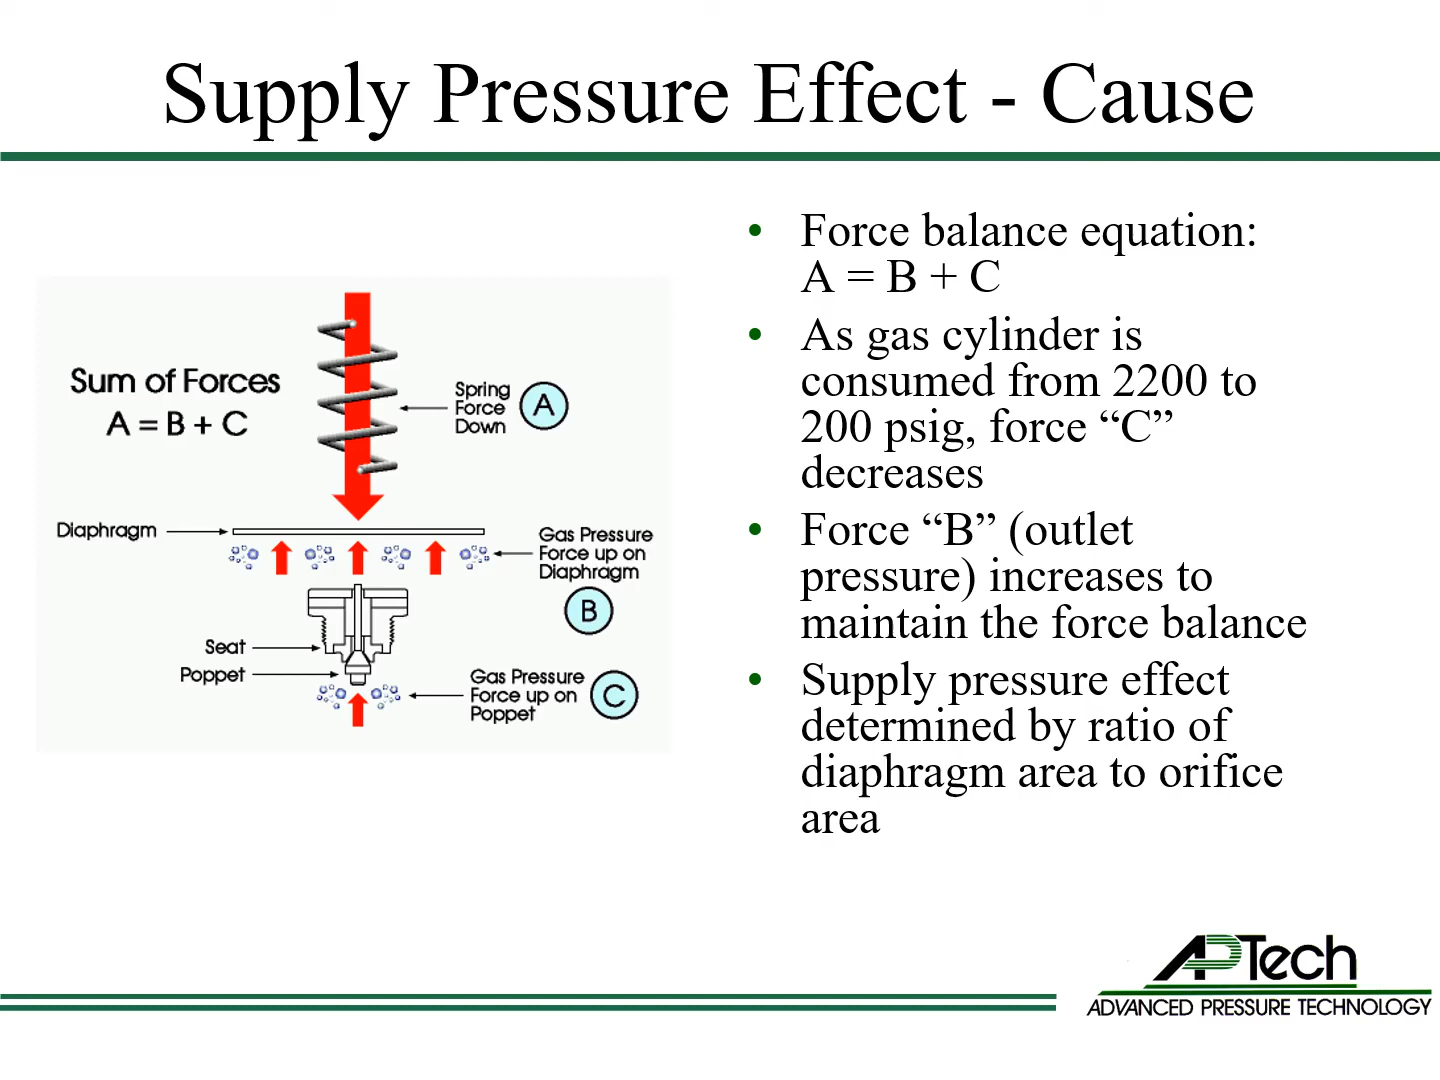 Supply Pressure Effect - Cause
Sum of Forces
A = B + C
Spring
Force
Down
A
Diaphragm
Gas Pressure
Force up on
Diaphragm
B
Seat
Poppet
Gas Pressure
Force up on
Poppet
C
• Force balance equation:
A = B + C
• As gas cylinder is
consumed from 2200 to
200 psig, force “C”
decreases
• Force “B” (outlet
pressure) increases to
maintain the force balance
• Supply pressure effect
determined by ratio of
diaphragm area to orifice
area
APTech
ADVANCED PRESSURE TECHNOLOGY